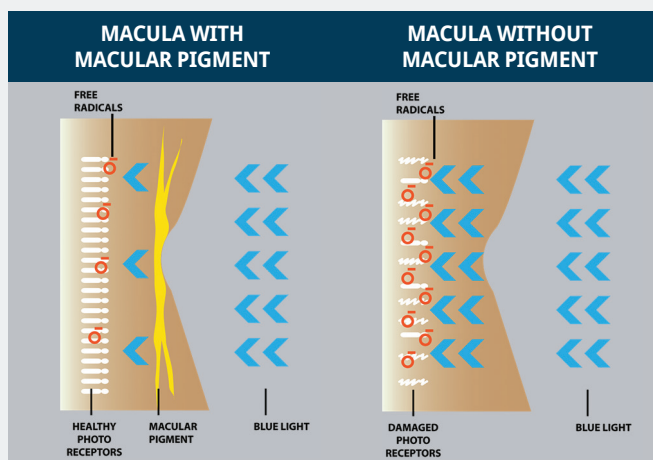 MACULA WITH
MACULAR PIGMENT
FREE
RADICALS
HEALTHY
PHOTO
RECEPTORS
MACULAR
PIGMENT
BLUE LIGHT
MACULA WITHOUT
MACULAR PIGMENT
FREE
RADICALS
DAMAGED
PHOTO
RECEPTORS
BLUE LIGHT